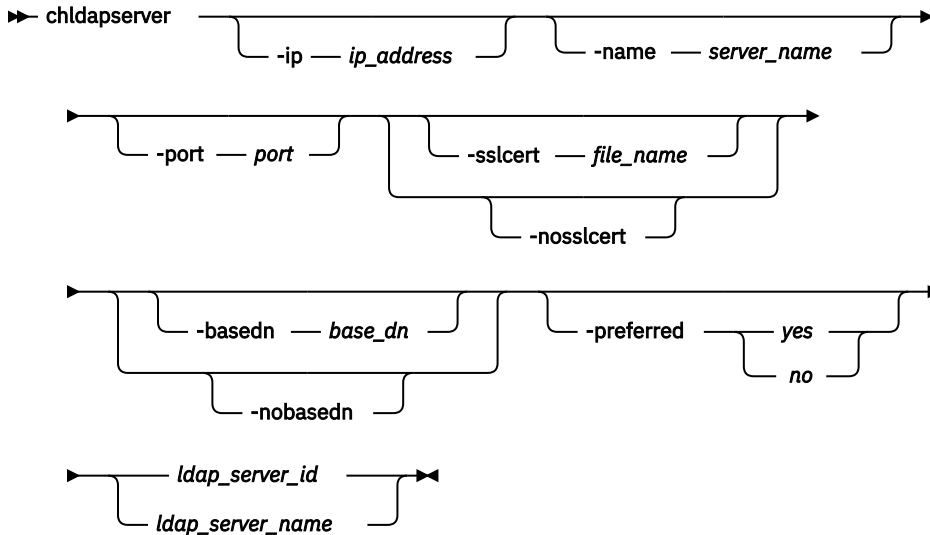 chldapserver
-ip ip_address
-name server_name
-port port
-sslcert file_name
-nosslcert
-basedn base_dn
-preferred yes
no
-nobasedn
ldap_server_id
ldap_server_name